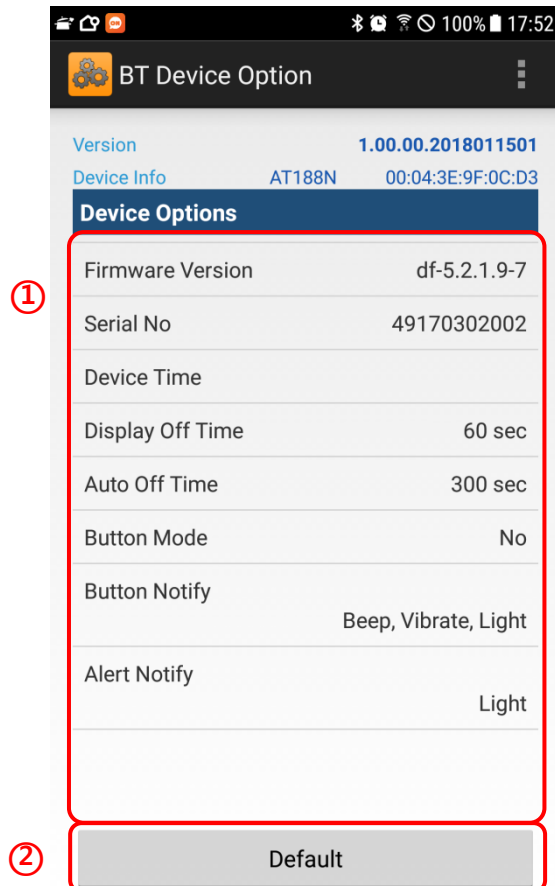 100% 17:52
BT Device Option
Version 1.00.00.2018011501
Device Info AT188N 00:04:3E:9F:0C:D3
Device Options
①
Firmware Version df-5.2.1.9-7
Serial No 49170302002
Device Time
Display Off Time 60 sec
Auto Off Time 300 sec
Button Mode No
Button Notify
Beep, Vibrate, Light
Alert Notify
Light
②
Default